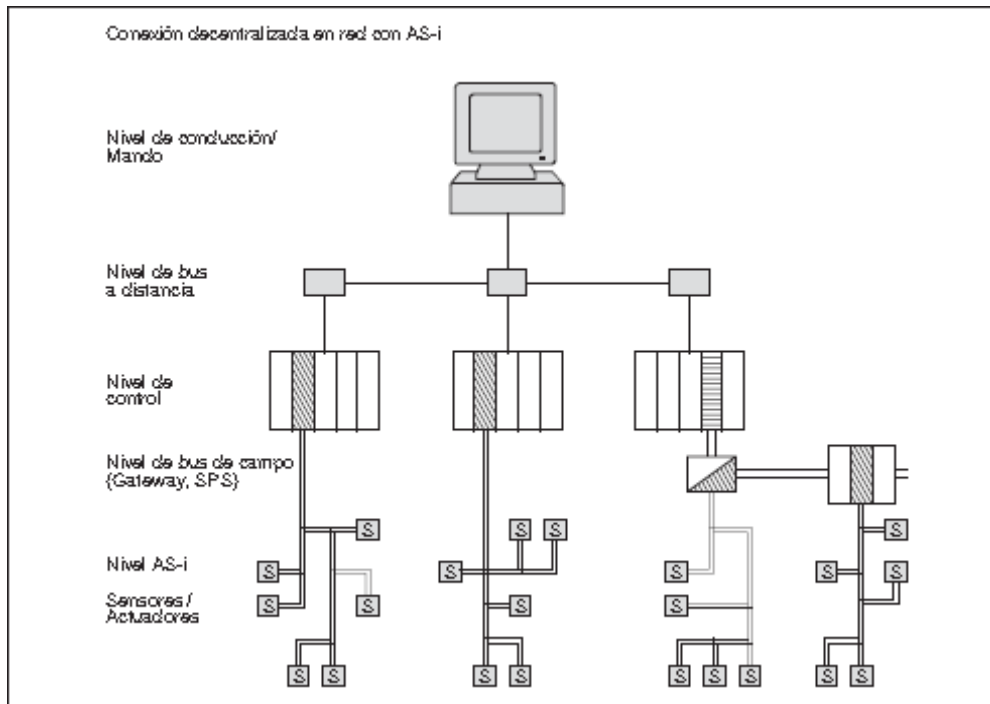 Conexión decentralizada en red con AS-i
Nivel de conducción/
Mando
Nivel de bus
a distancia
Nivel de
control
Nivel de bus de campo
(Gateway, SPS)
S
S S
Nivel AS-i
S S S S S S
Sensores/
Actuadores
S S S S
S S S S S S S S S